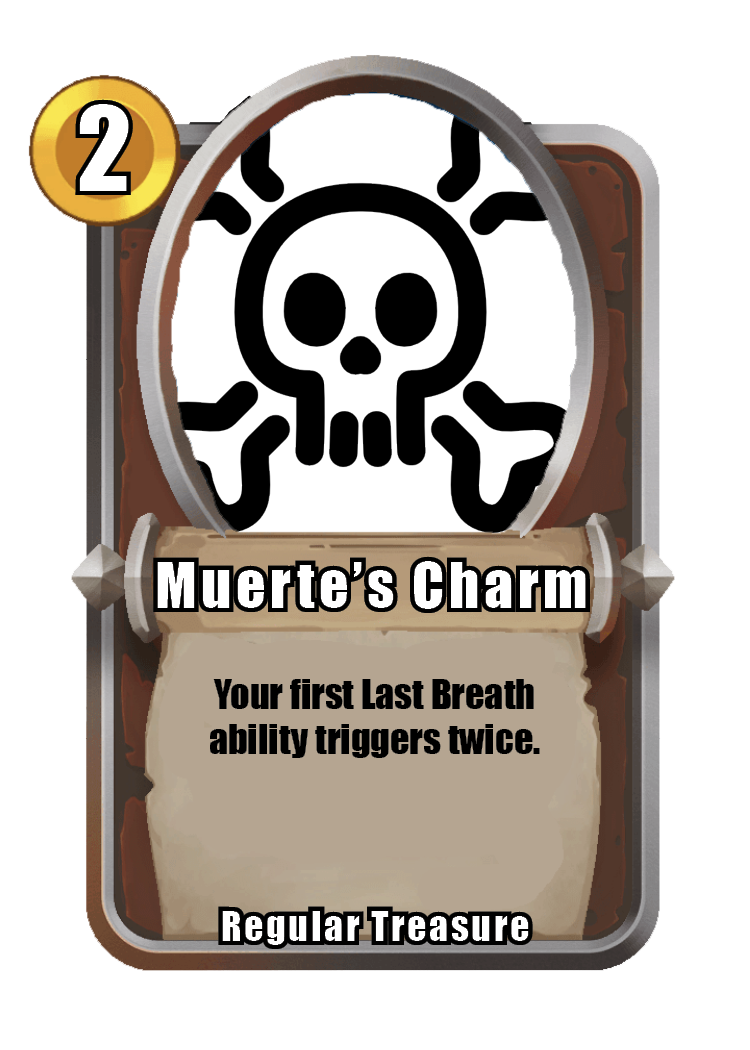 2
Muerte’s Charm
Your first Last Breath
ability triggers twice.
Regular Treasure